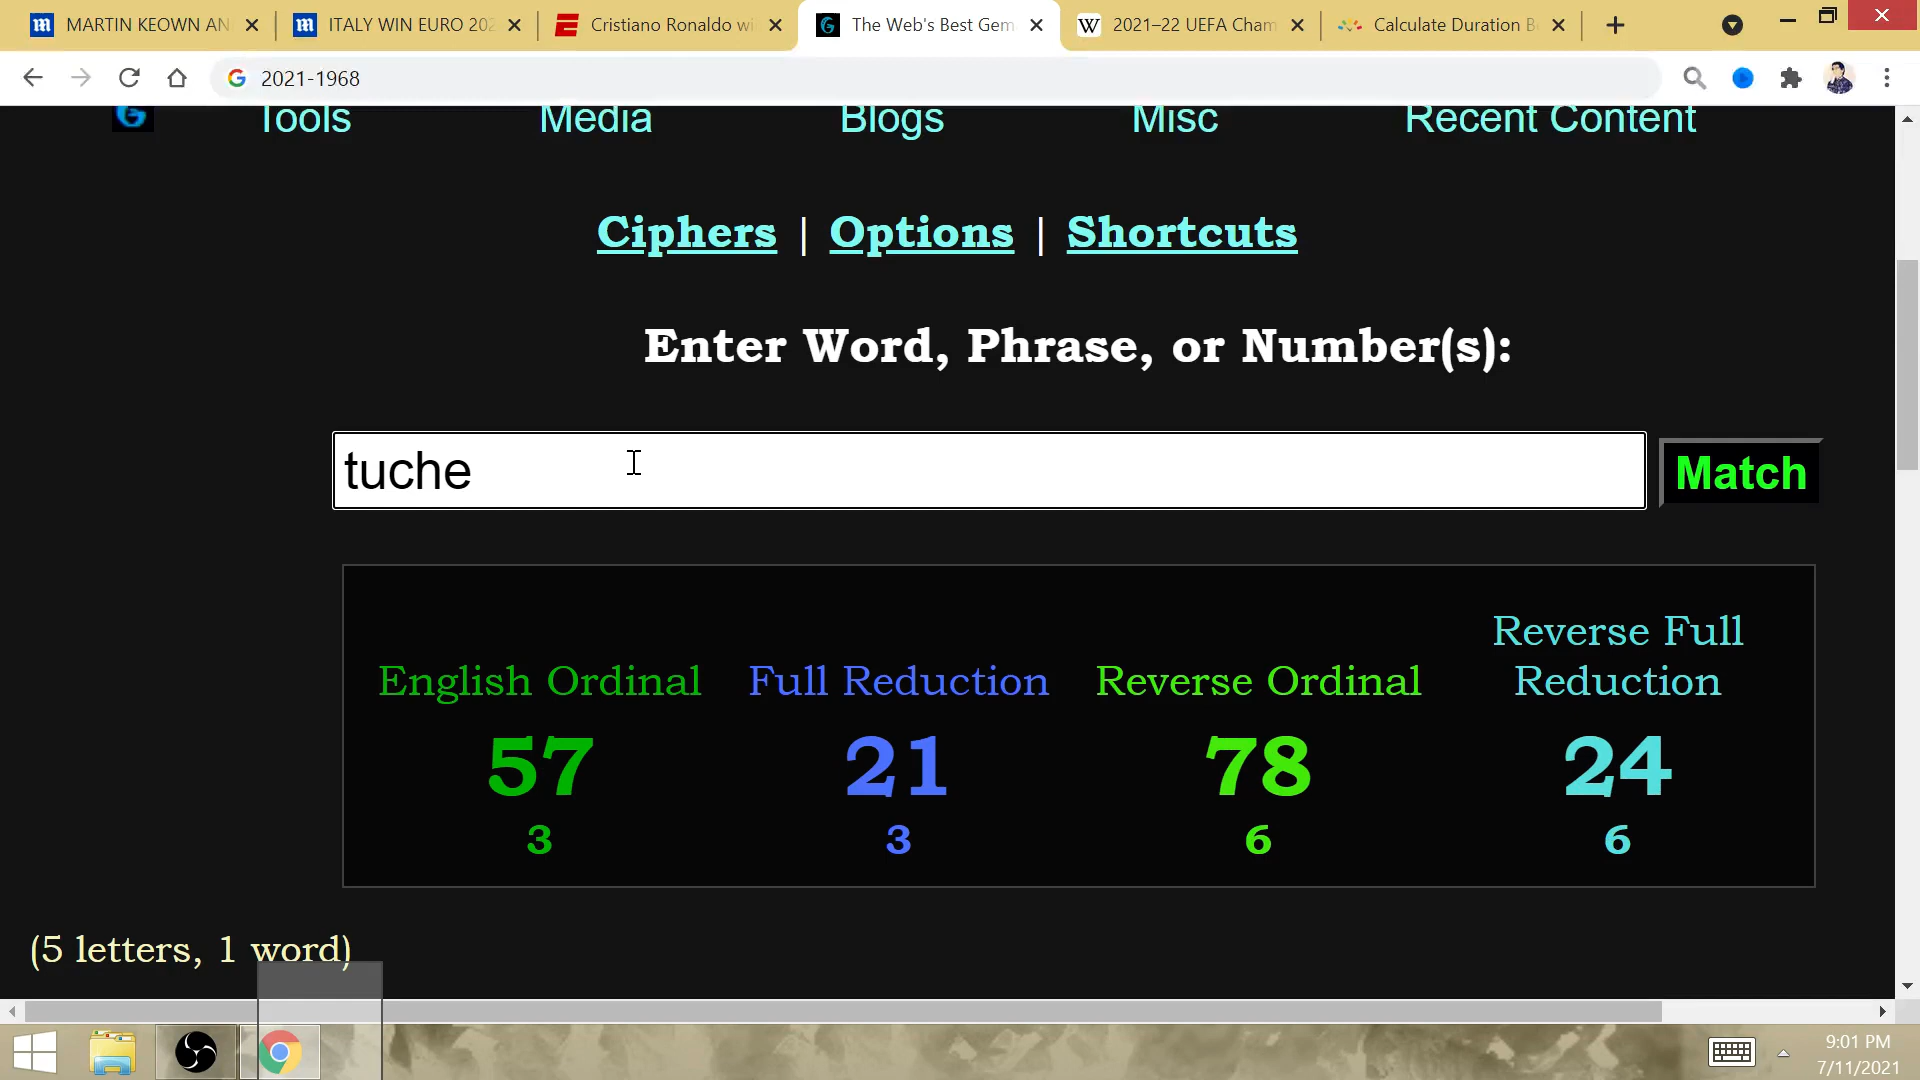 MARTIN KEOWN AN
ITALY WIN EURO 202
Cristiano Ronaldo wi
The Web's Best Gem
2021–22 UEFA Cham
Calculate Duration B
2021-1968
Tools Media Blogs Misc Recent Content
Ciphers | Options | Shortcuts
Enter Word, Phrase, or Number(s):
tuche
Match
English Ordinal
57
3
Full Reduction
21
3
Reverse Ordinal
78
6
Reverse Full
Reduction
24
6
(5 letters, 1 word)
9:01 PM
7/11/2021